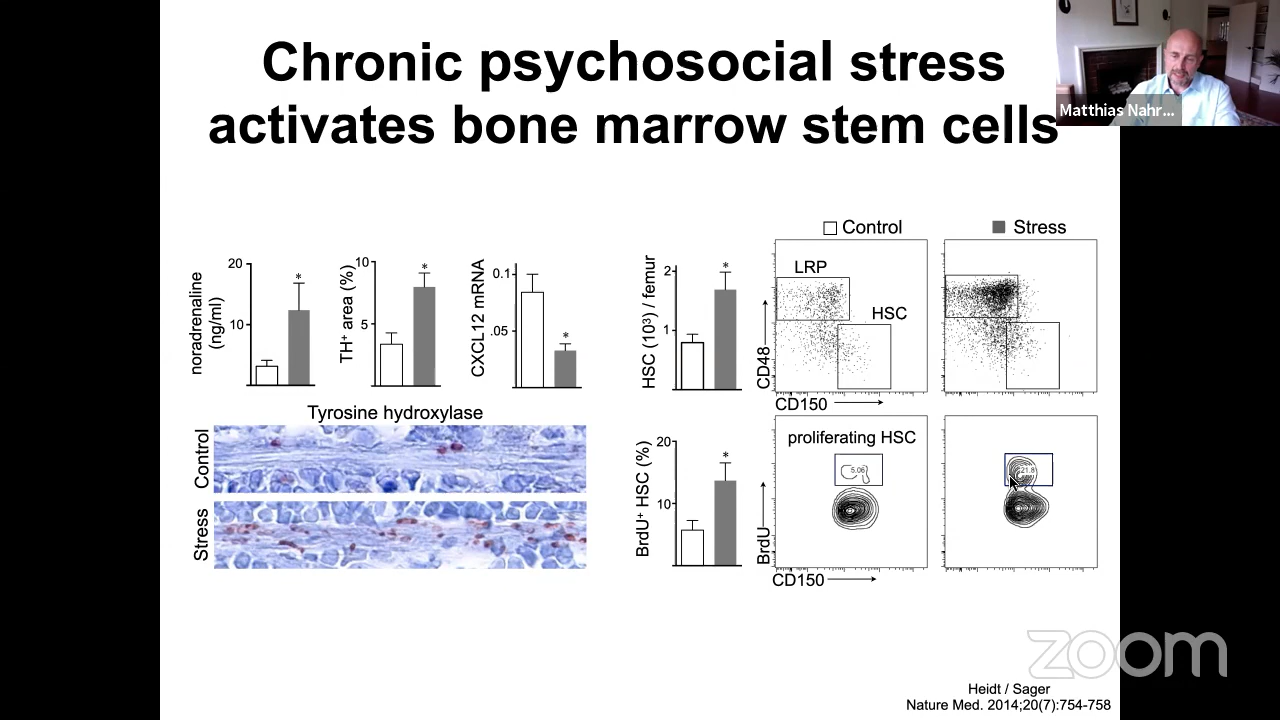 Chronic psychosocial stress
activates bone marrow stem cells
Matthias Nahr...
noradrenaline
(ng/ml)
20
10
*
TH⁺ area (%)
10
5
*
CXCL12 mRNA
0.1
.05
*
Tyrosine hydroxylase
Control
Stress
HSC (10³) / femur
2
1
*
Control
Stress
LRP
HSC
CD48
CD150
BrdU⁺ HSC (%)
20
10
*
proliferating HSC
5.06
21.8
BrdU
CD150
zoom
Heidt / Sager
Nature Med. 2014;20(7):754-758